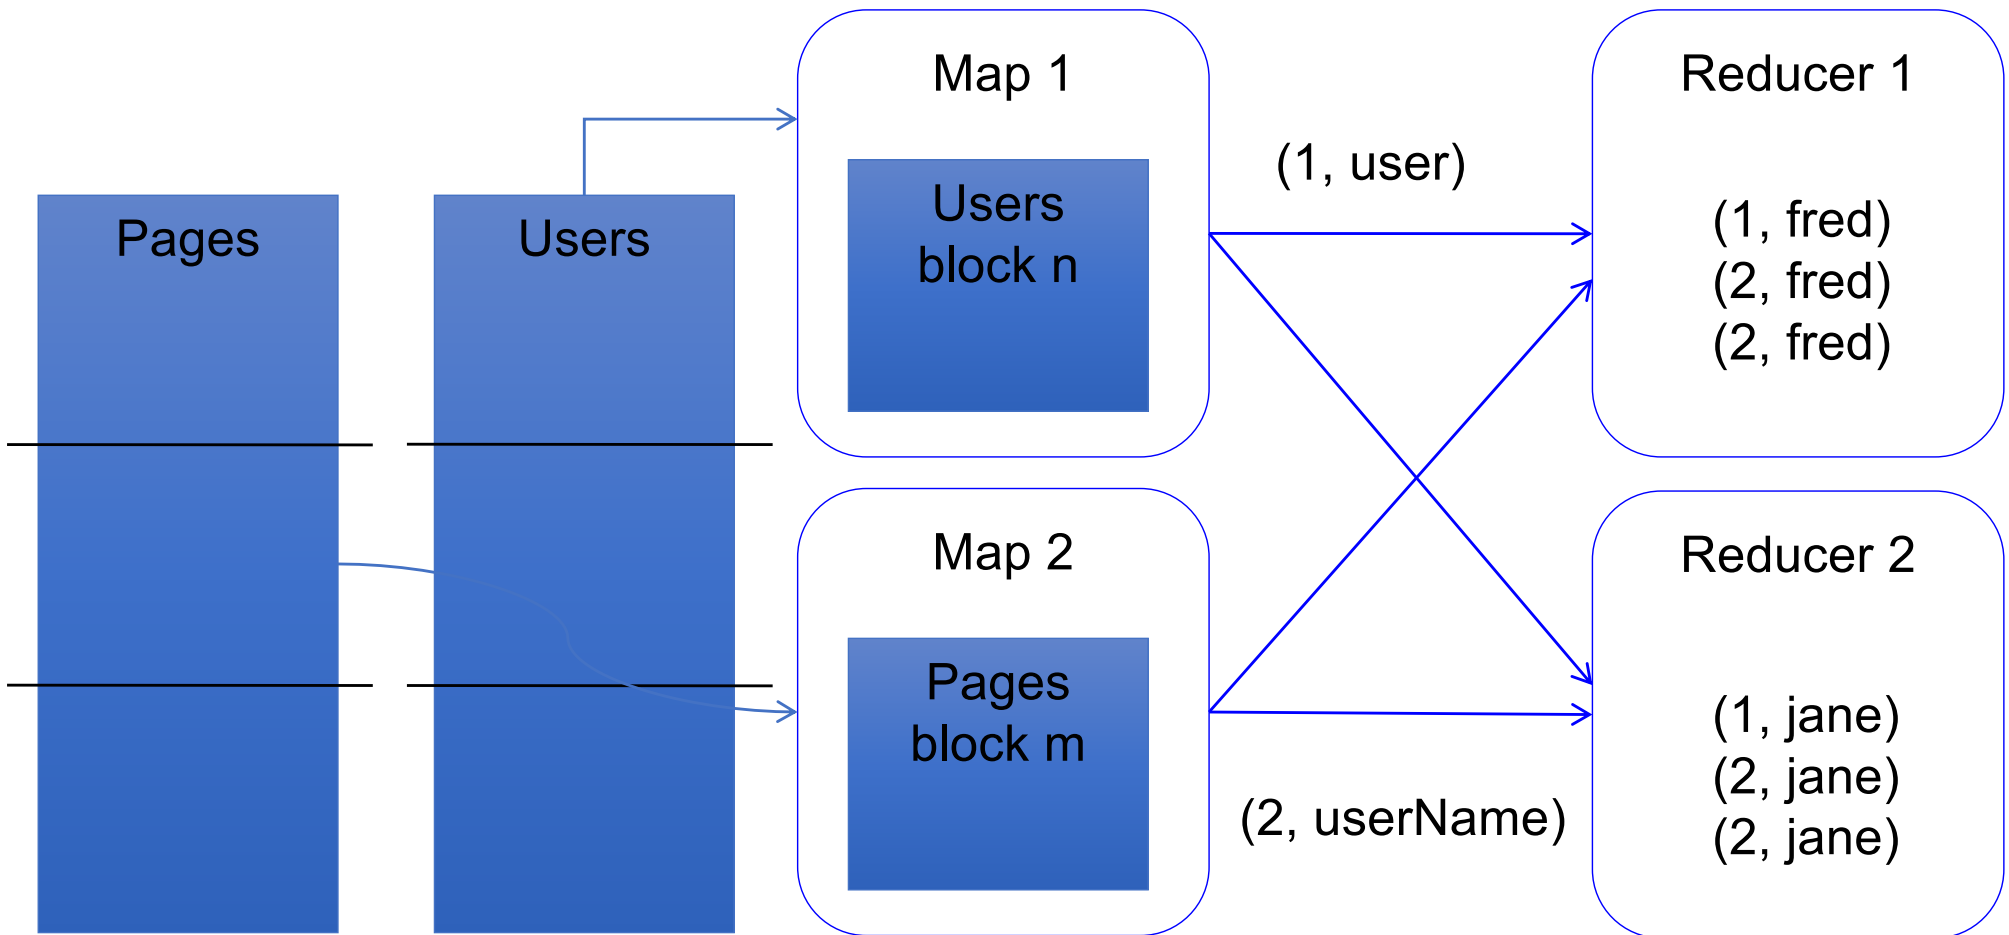 Pages
Users
Map 1
Users
block n
Map 2
Pages
block m
(1, user)
(2, userName)
Reducer 1
(1, fred)
(2, fred)
(2, fred)
Reducer 2
(1, jane)
(2, jane)
(2, jane)